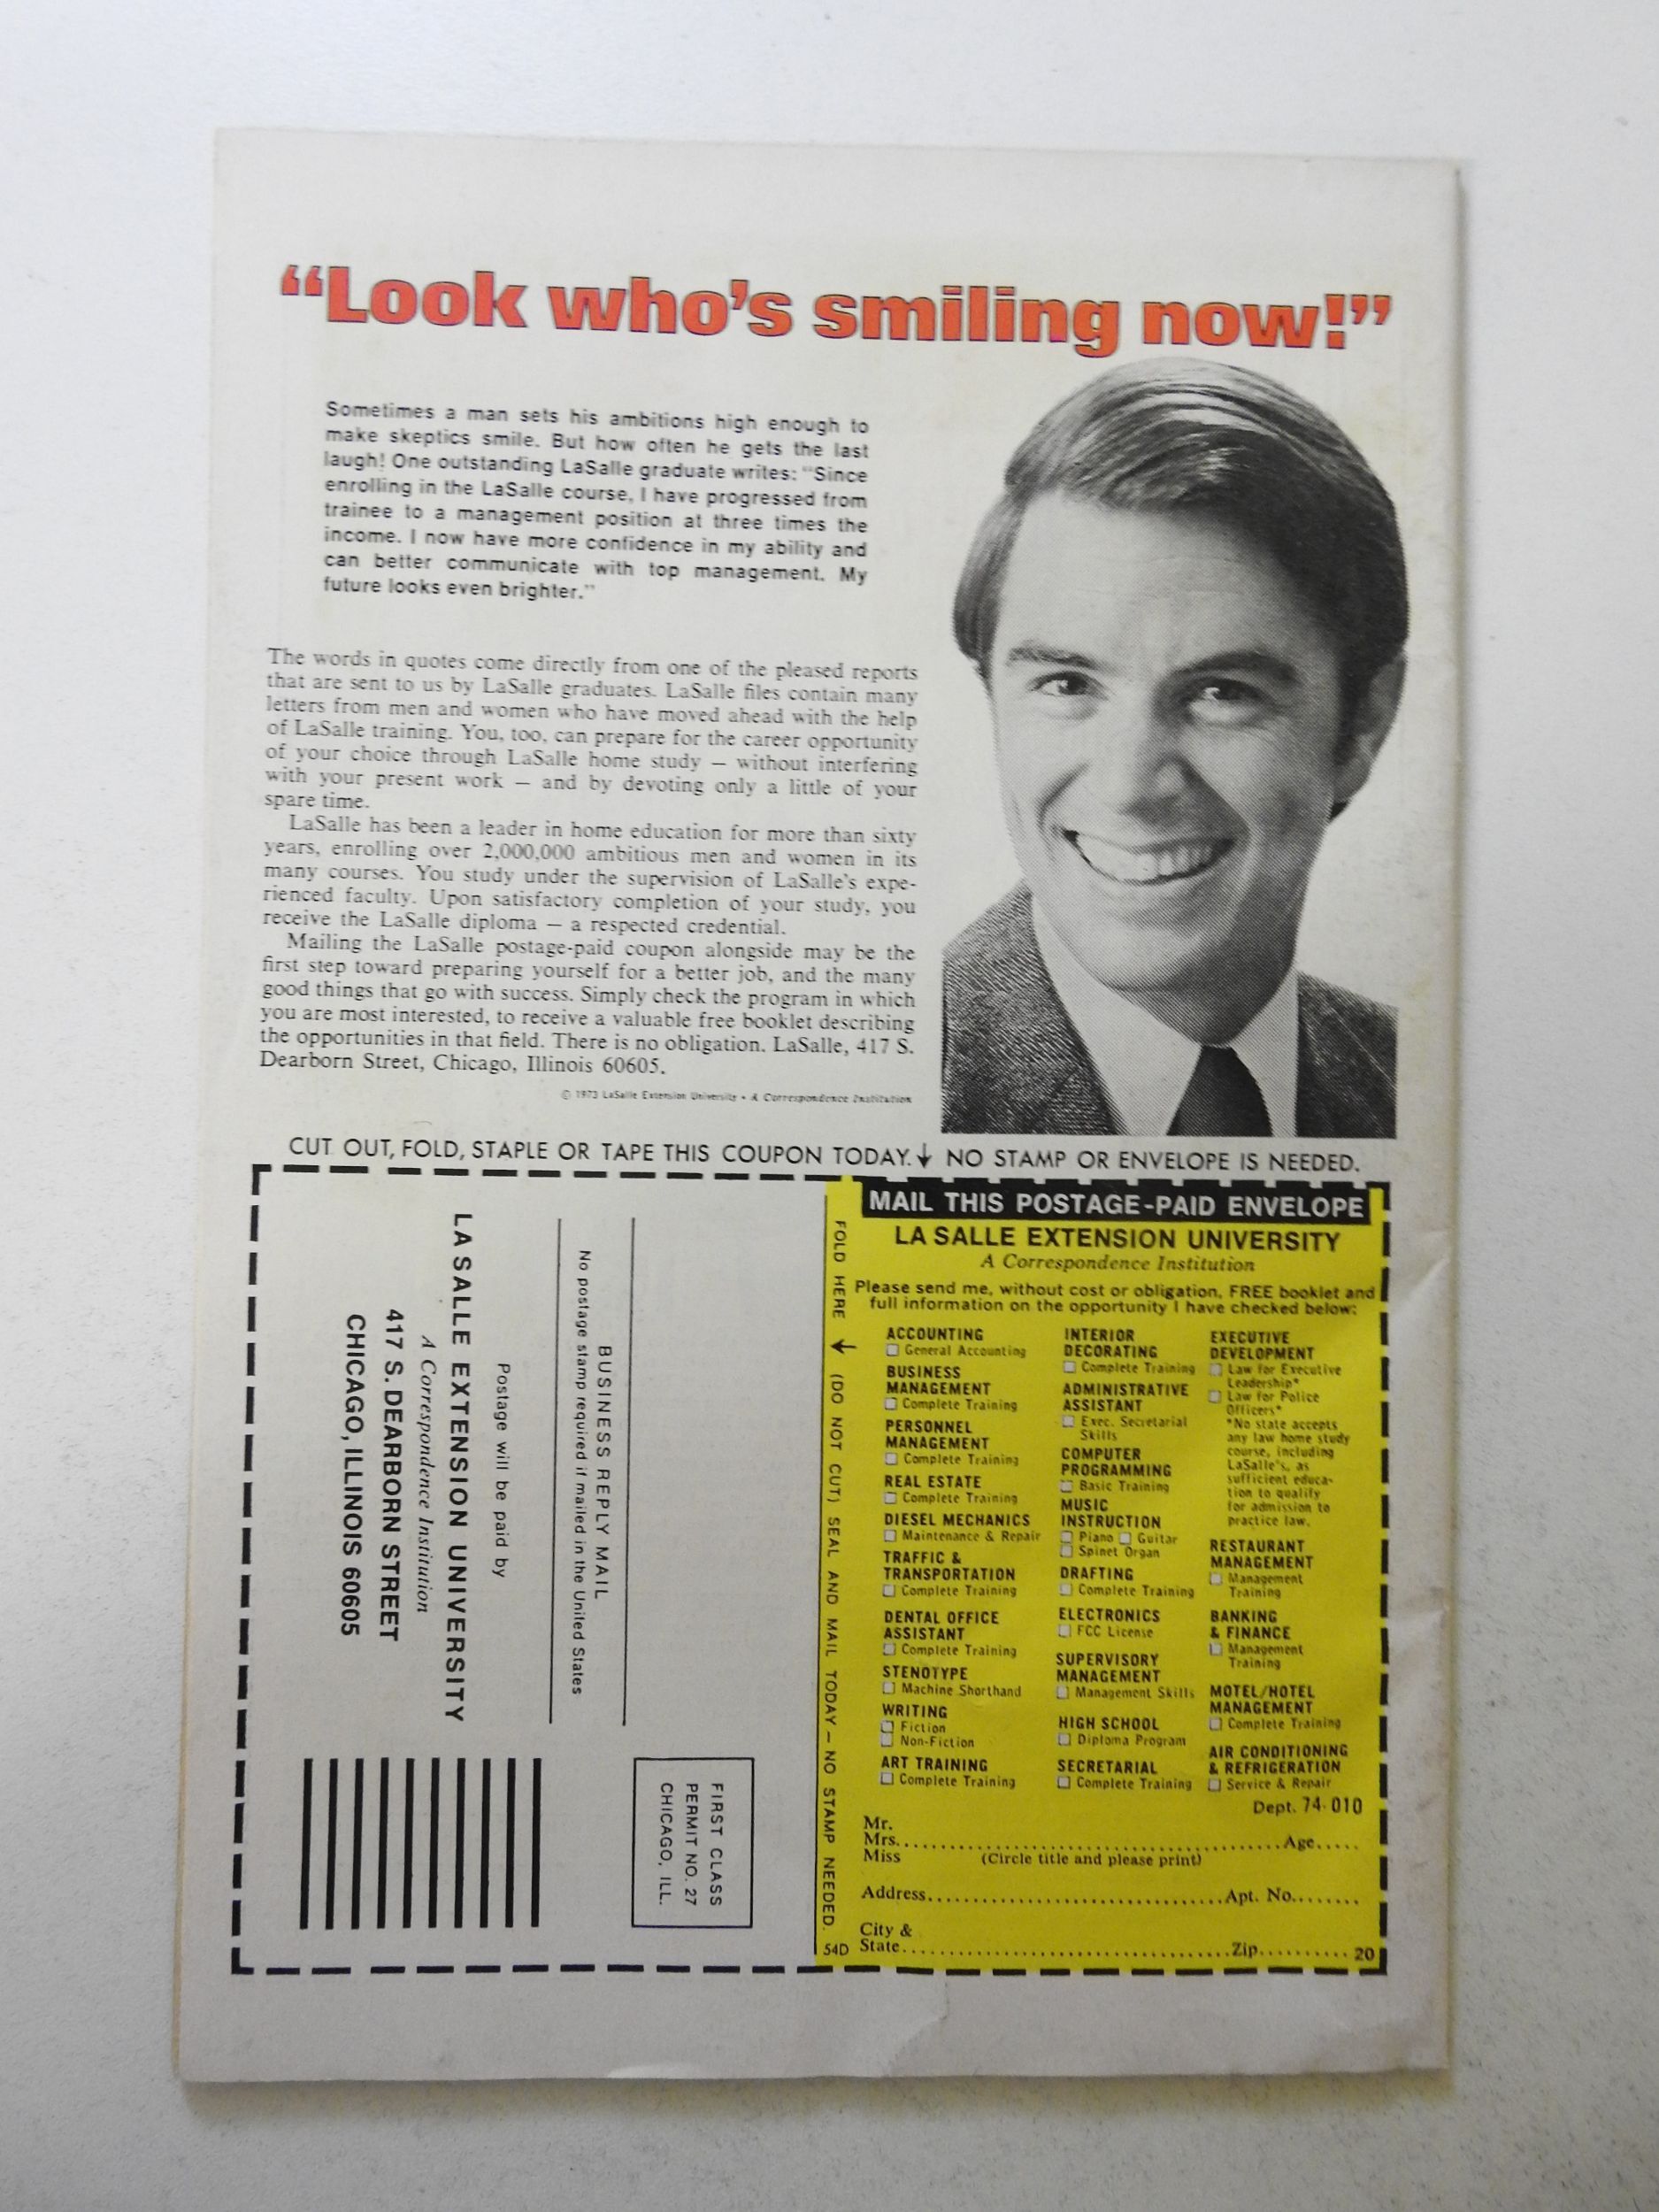 “Look who’s smiling now!”
Sometimes a man sets his ambitions high enough to
make skeptics smile. But how often he gets the last
laugh! One outstanding LaSalle graduate writes: “Since
enrolling in the LaSalle course, I have progressed from
trainee to a management position at three times the
income. I now have more confidence in my ability and
can better communicate with top management. My
future looks even brighter.”
The words in quotes come directly from one of the pleased reports
that are sent to us by LaSalle graduates. LaSalle files contain many
letters from men and women who have moved ahead with the help
of LaSalle training. You, too, can prepare for the career opportunity
of your choice through LaSalle home study — without interfering
with your present work — and by devoting only a little of your
spare time.
LaSalle has been a leader in home education for more than sixty
years, enrolling over 2,000,000 ambitious men and women in its
many courses. You study under the supervision of LaSalle’s expe-
rienced faculty. Upon satisfactory completion of your study, you
receive the LaSalle diploma — a respected credential.
Mailing the LaSalle postage-paid coupon alongside may be the
first step toward preparing yourself for a better job, and the many
good things that go with success. Simply check the program in which
you are most interested, to receive a valuable free booklet describing
the opportunities in that field. There is no obligation. LaSalle, 417 S.
Dearborn Street, Chicago, Illinois 60605.
© 1973 LaSalle Extension University • A Correspondence Institution
CUT OUT, FOLD, STAPLE OR TAPE THIS COUPON TODAY. ↓ NO STAMP OR ENVELOPE IS NEEDED.
FIRST CLASS
PERMIT NO. 27
CHICAGO, ILL.
BUSINESS REPLY MAIL
No postage stamp required if mailed in the United States
Postage will be paid by
LA SALLE EXTENSION UNIVERSITY
A Correspondence Institution
417 S. DEARBORN STREET
CHICAGO, ILLINOIS 60605
FOLD HERE ↓ (DO NOT CUT) SEAL AND MAIL TODAY — NO STAMP NEEDED.
54D
MAIL THIS POSTAGE-PAID ENVELOPE
LA SALLE EXTENSION UNIVERSITY
A Correspondence Institution
Please send me, without cost or obligation, FREE booklet and
full information on the opportunity I have checked below:
ACCOUNTING
☐ General Accounting
BUSINESS
MANAGEMENT
☐ Complete Training
PERSONNEL
MANAGEMENT
☐ Complete Training
REAL ESTATE
☐ Complete Training
DIESEL MECHANICS
☐ Maintenance & Repair
TRAFFIC &
TRANSPORTATION
☐ Complete Training
DENTAL OFFICE
ASSISTANT
☐ Complete Training
STENOTYPE
☐ Machine Shorthand
WRITING
☐ Fiction
☐ Non-Fiction
ART TRAINING
☐ Complete Training
INTERIOR
DECORATING
☐ Complete Training
ADMINISTRATIVE
ASSISTANT
☐ Exec. Secretarial
Skills
COMPUTER
PROGRAMMING
☐ Basic Training
MUSIC
INSTRUCTION
☐ Piano ☐ Guitar
☐ Spinet Organ
DRAFTING
☐ Complete Training
ELECTRONICS
☐ FCC License
SUPERVISORY
MANAGEMENT
☐ Management Skills
HIGH SCHOOL
☐ Diploma Program
SECRETARIAL
☐ Complete Training
EXECUTIVE
DEVELOPMENT
☐ Law for Executive
Leadership*
☐ Law for Police
Officers*
*No state accepts
any law home study
course, including
LaSalle’s, as
sufficient educa-
tion to qualify
for admission to
practice law.
RESTAURANT
MANAGEMENT
☐ Management
Training
BANKING
& FINANCE
☐ Management
Training
MOTEL/HOTEL
MANAGEMENT
☐ Complete Training
AIR CONDITIONING
& REFRIGERATION
☐ Service & Repair
Dept. 74-010
Mr.
Mrs. Age
Miss (Circle title and please print)
Address Apt. No.
City &
State Zip 20